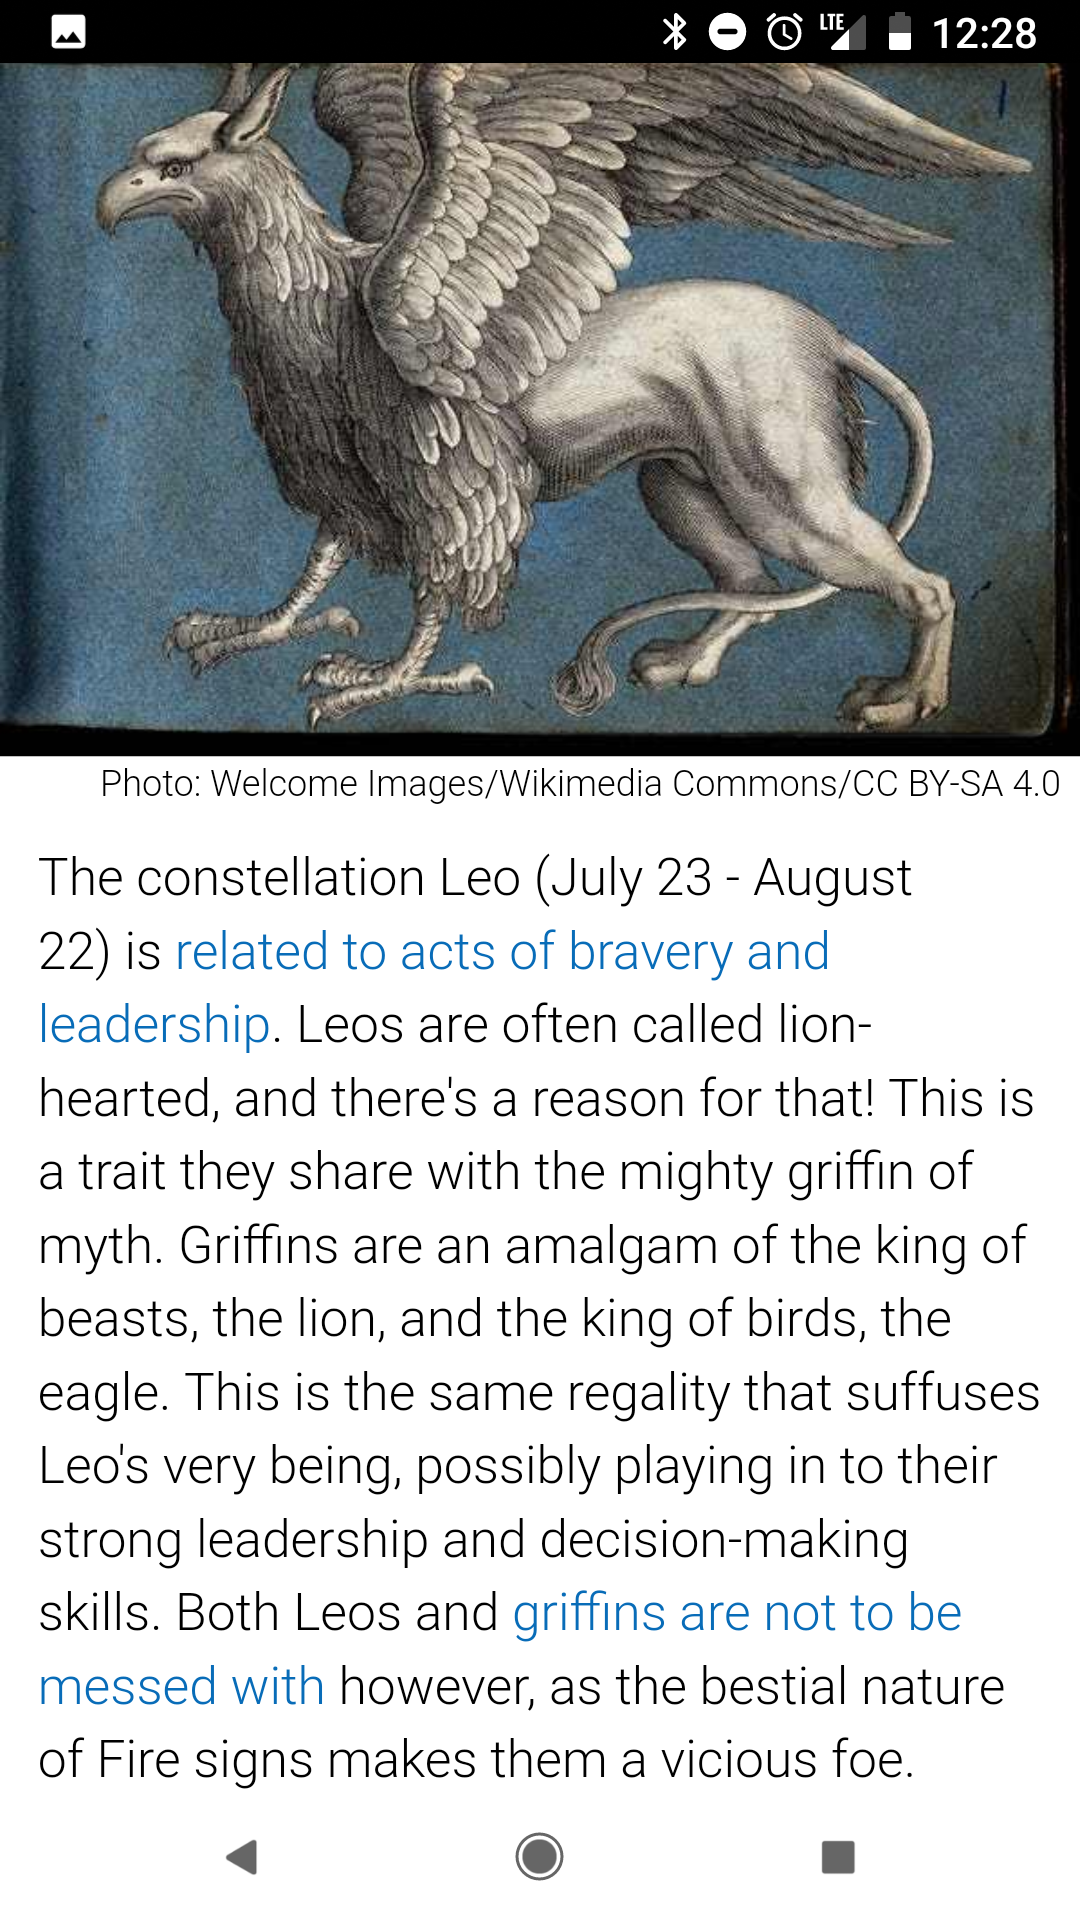 LTE 12:28
Photo: Welcome Images/Wikimedia Commons/CC BY-SA 4.0
The constellation Leo (July 23 - August
22) is related to acts of bravery and
leadership. Leos are often called lion-
hearted, and there's a reason for that! This is
a trait they share with the mighty griffin of
myth. Griffins are an amalgam of the king of
beasts, the lion, and the king of birds, the
eagle. This is the same regality that suffuses
Leo's very being, possibly playing in to their
strong leadership and decision-making
skills. Both Leos and griffins are not to be
messed with however, as the bestial nature
of Fire signs makes them a vicious foe.